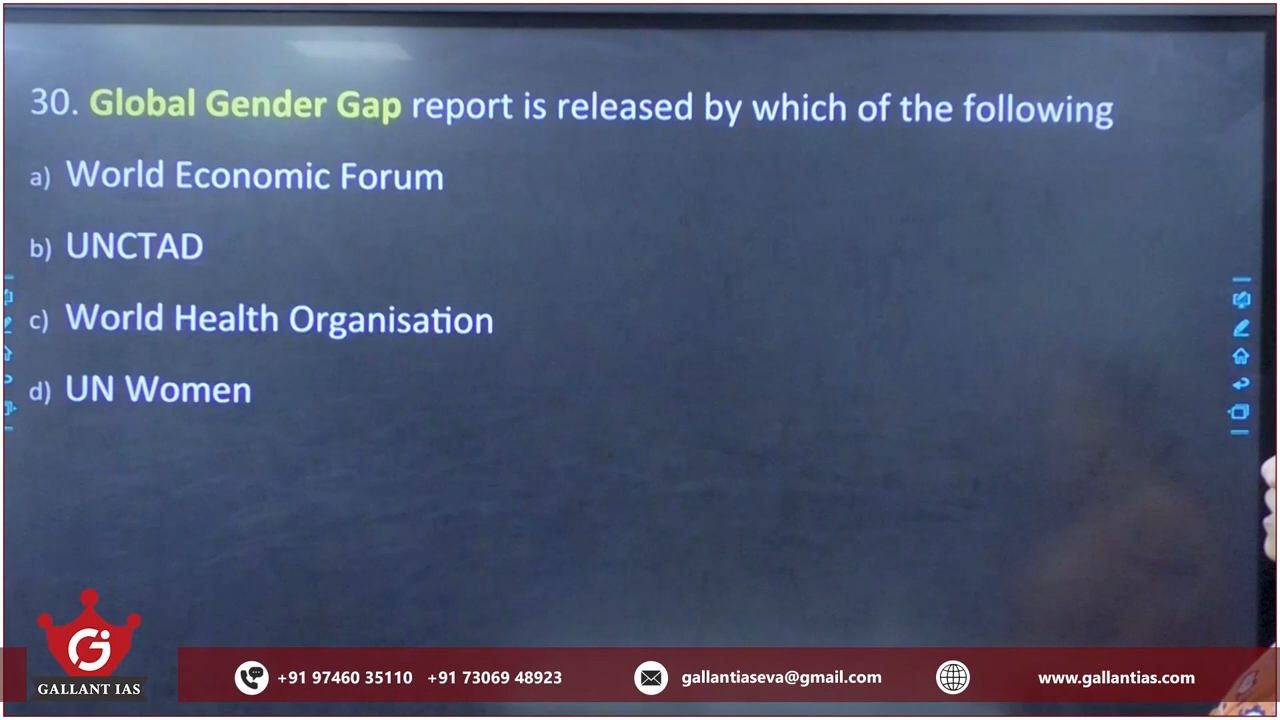 30. Global Gender Gap report is released by which of the following
a) World Economic Forum
b) UNCTAD
c) World Health Organisation
d) UN Women
G
GALLANT IAS
+91 97460 35110 +91 73069 48923
gallantiaseva@gmail.com
www.gallantias.com